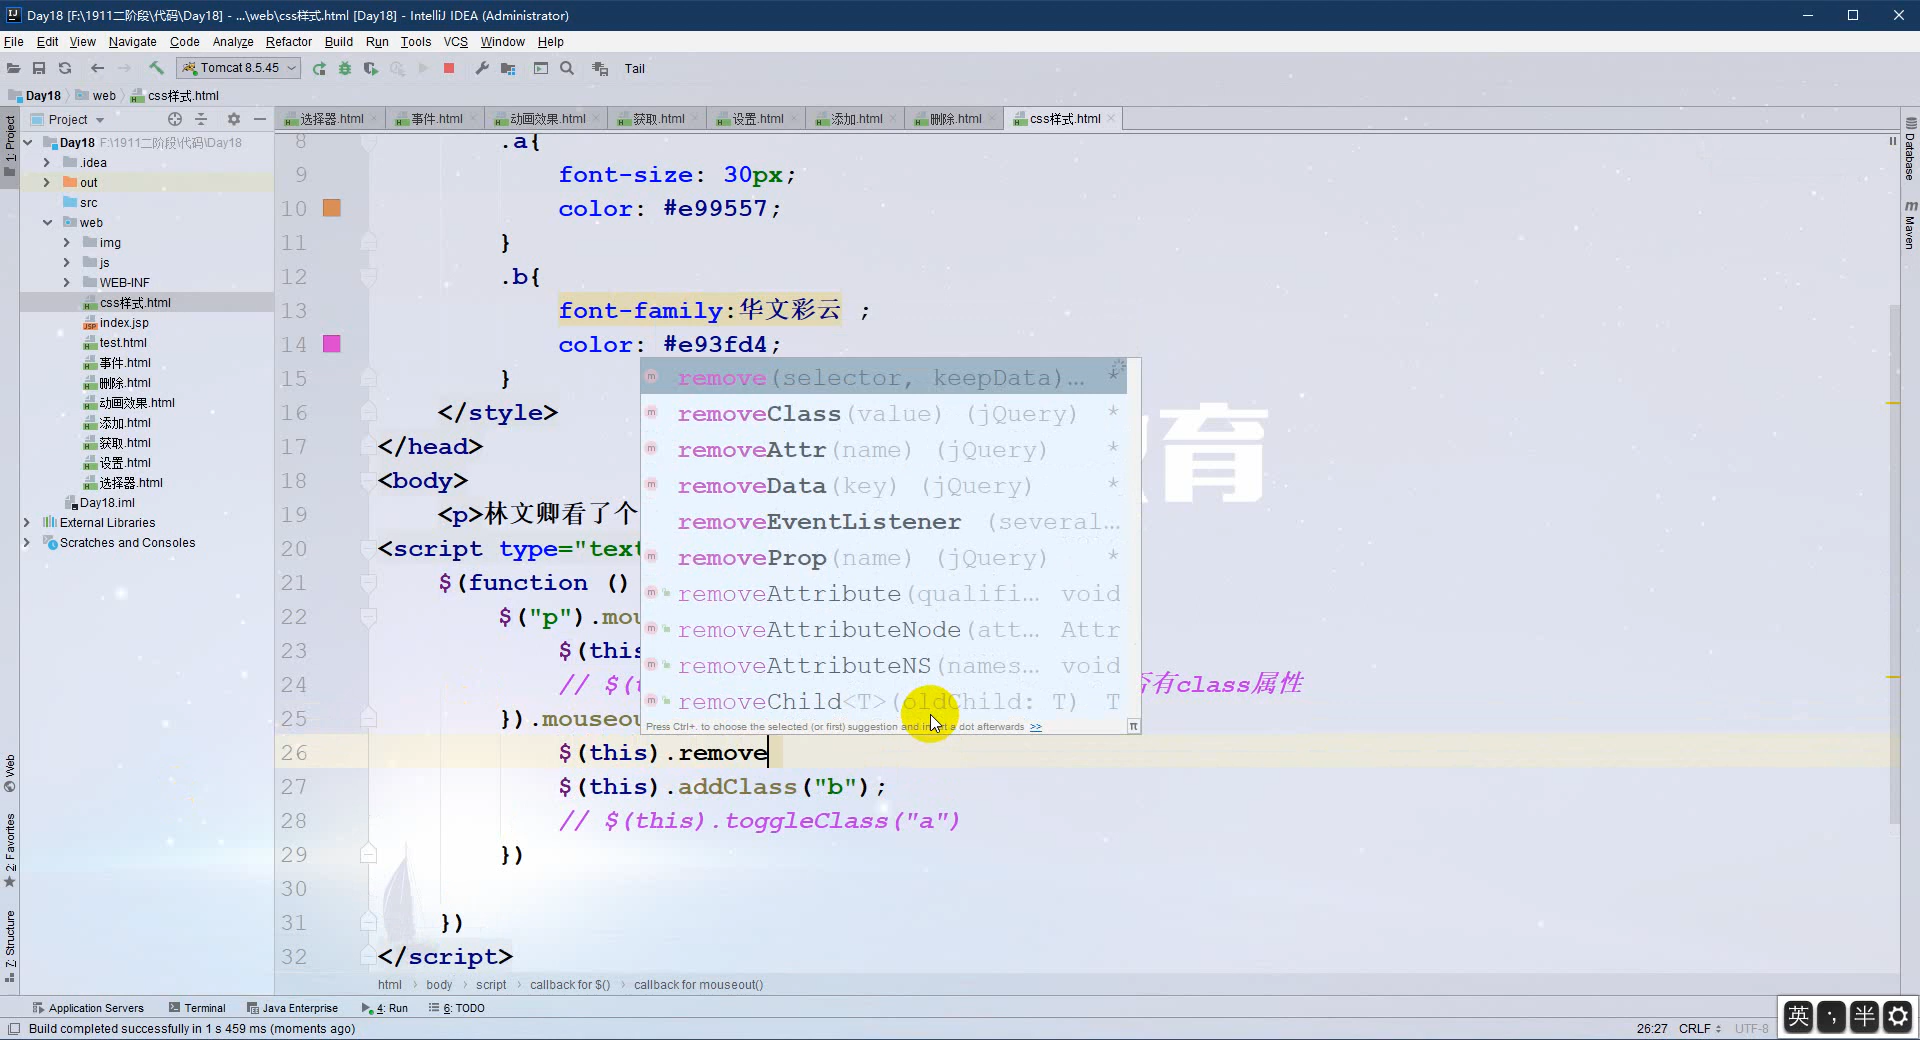 Day18 [F:\1911二阶段\代码\Day18] - ...\web\css样式.html [Day18] - IntelliJ IDEA (Administrator)
File Edit View Navigate Code Analyze Refactor Build Run Tools VCS Window Help
Tomcat 8.5.45 Tail
Day18 web css样式.html
Project 选择器.html 事件.html 动画效果.html 获取.html 设置.html 添加.html 删除.html css样式.html
1: Project
Day18 F:\1911二阶段\代码\Day18
.idea
out
src
web
img
js
WEB-INF
css样式.html
index.jsp
test.html
事件.html
删除.html
动画效果.html
添加.html
获取.html
设置.html
选择器.html
Day18.iml
External Libraries
Scratches and Consoles
Web
2: Favorites
7: Structure
8 .a{
9 font-size: 30px;
10 color: #e99557;
11 }
12 .b{
13 font-family:华文彩云 ;
14 color: #e93fd4;
15 }
16 </style>
17 </head>
18 <body>
19 <p>林文卿看了个
20 <script type="text
21 $(function ()
22 $("p").mou
23 $(this
24 // $(t 否有class属性
25 }).mouseou
26 $(this).remove
27 $(this).addClass("b");
28 // $(this).toggleClass("a")
29 })
30
31 })
32 </script>
remove(selector, keepData)... *
removeClass(value) (jQuery) *
removeAttr(name) (jQuery) *
removeData(key) (jQuery) *
removeEventListener (several...
removeProp(name) (jQuery) *
removeAttribute(qualifi... void
removeAttributeNode(att... Attr
removeAttributeNS(names... void
removeChild<T>(oldChild: T) T
Press Ctrl+. to choose the selected (or first) suggestion and insert a dot afterwards >> π
育
Database
m Maven
html body script callback for $() callback for mouseout()
Application Servers Terminal Java Enterprise 4: Run 6: TODO
Build completed successfully in 1 s 459 ms (moments ago) 26:27 CRLF UTF-8
英 半